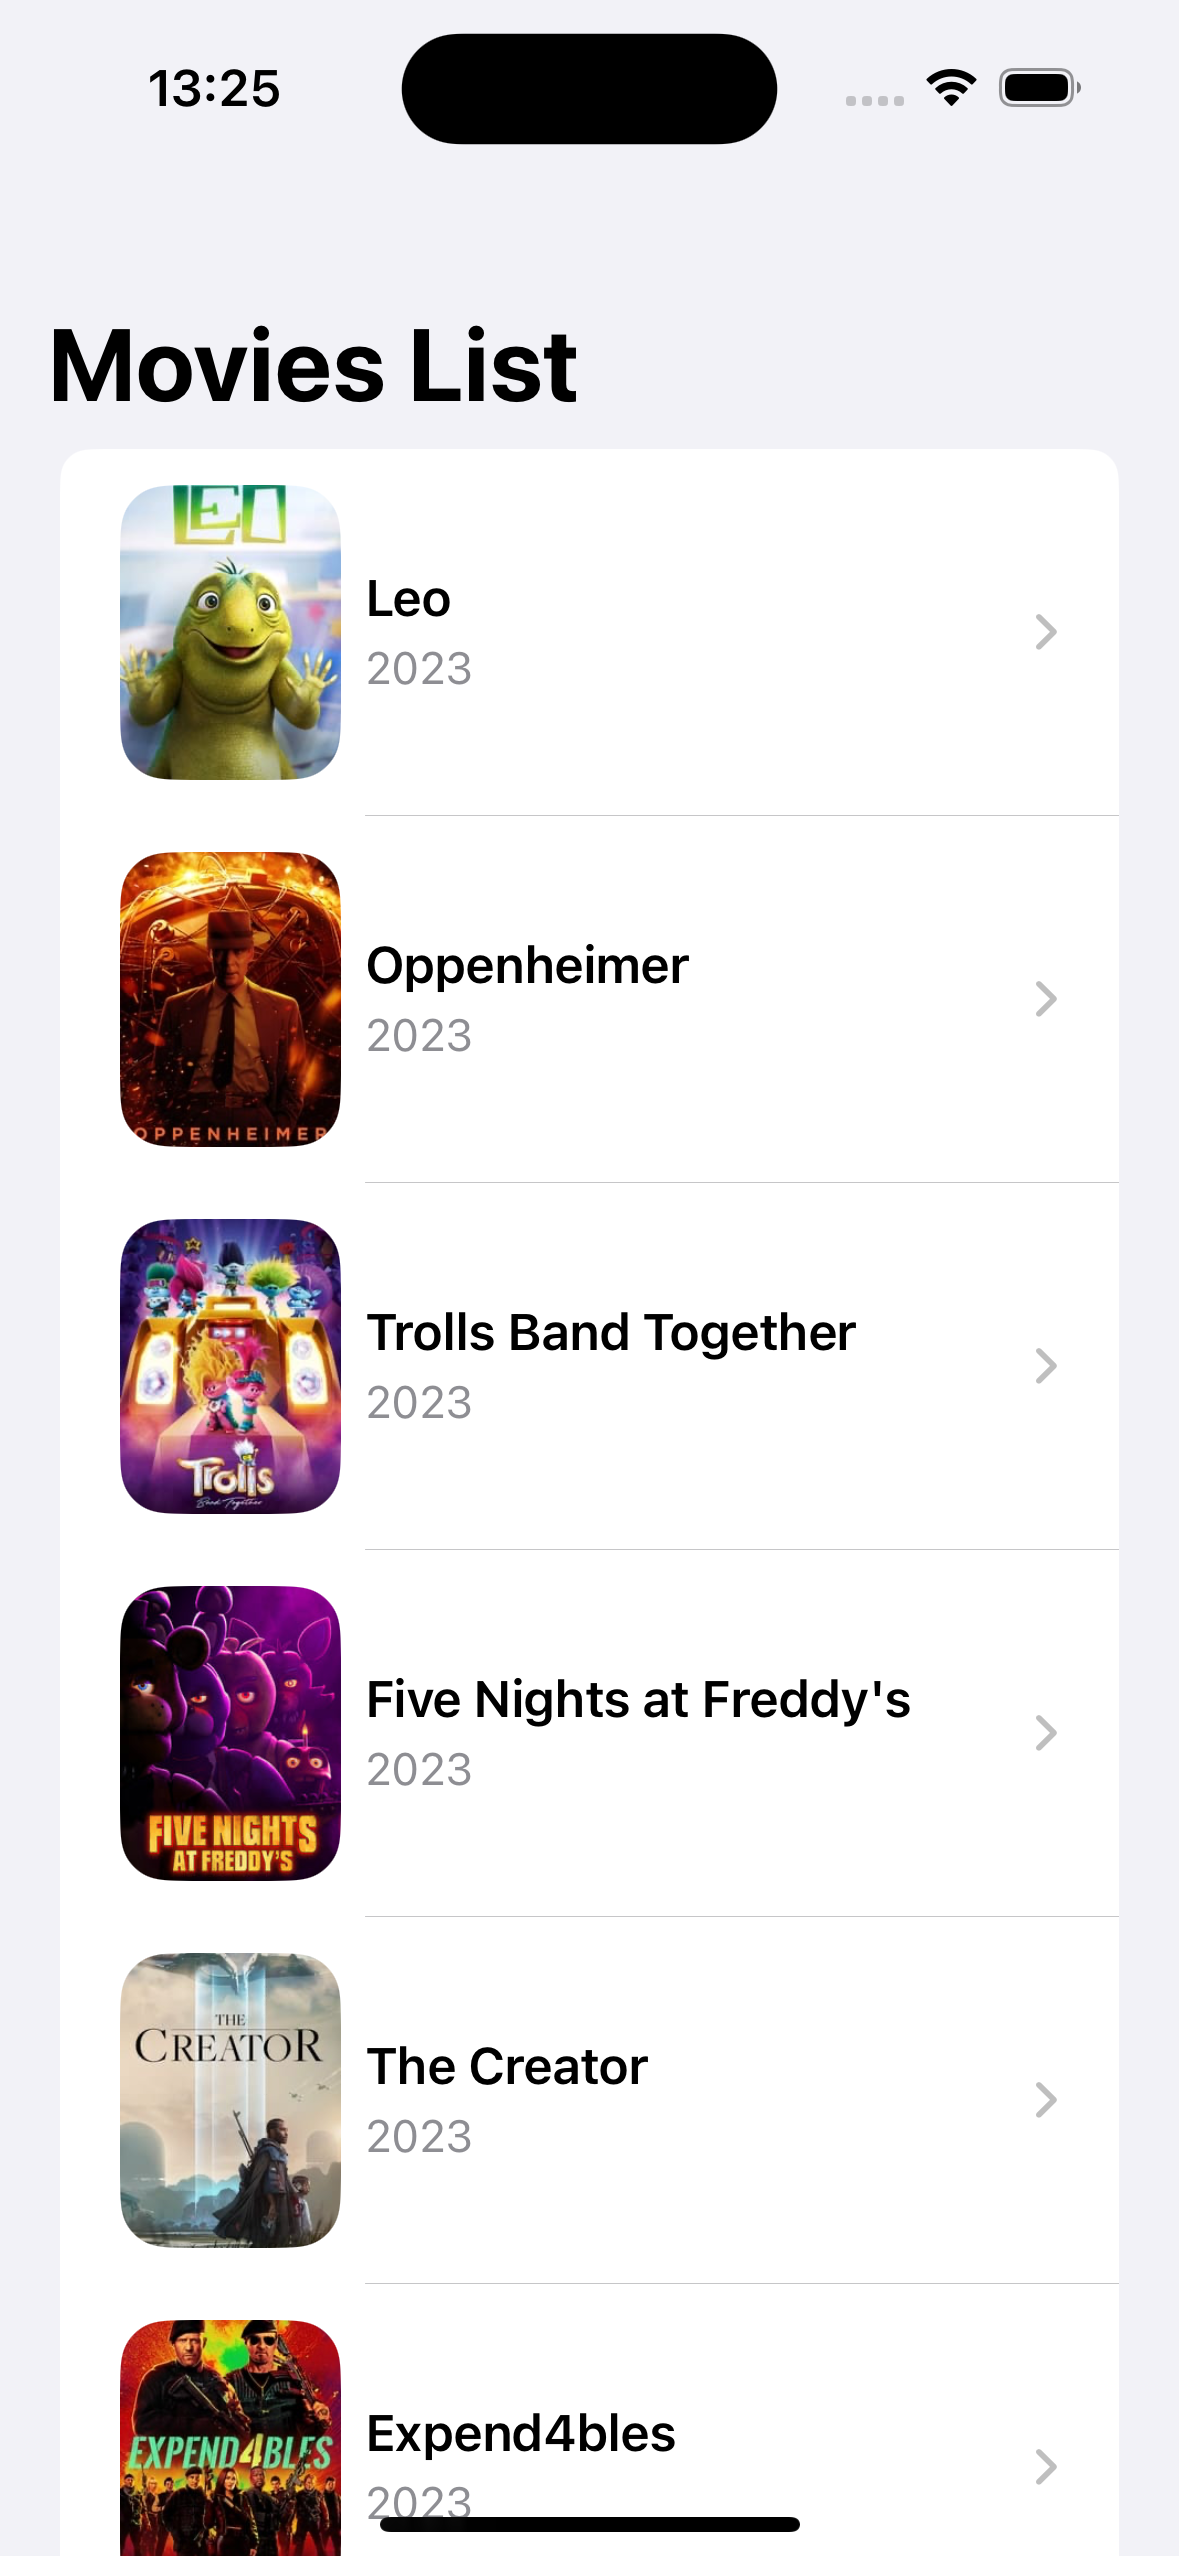 13:25
Movies List
LEO
Leo
2023
OPPENHEIMER
Oppenheimer
2023
Trolls
Band Together
Trolls Band Together
2023
FIVE NIGHTS
AT FREDDY'S
Five Nights at Freddy's
2023
THE
CREATOR
The Creator
2023
EXPEND4BLES
Expend4bles
2023